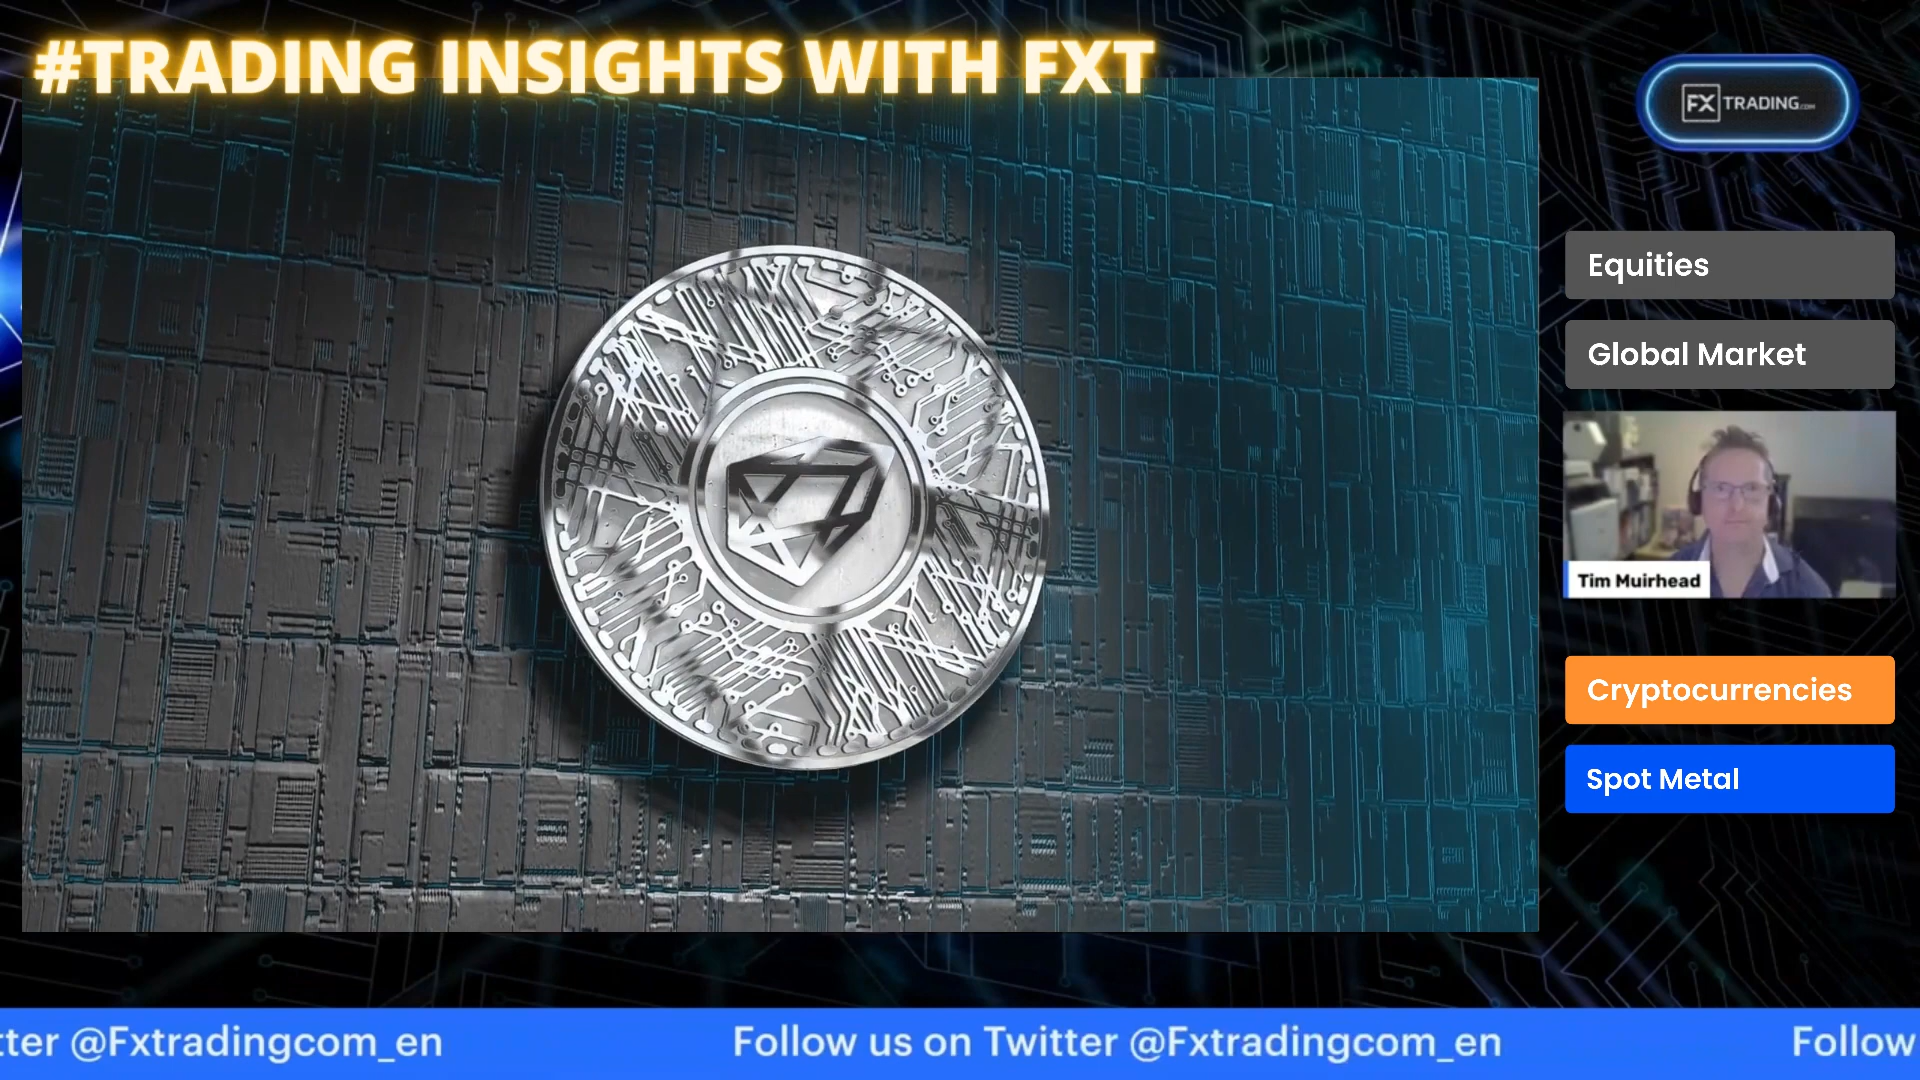 #TRADING INSIGHTS WITH FXT
FX TRADING.COM
Equities
Global Market
Tim Muirhead
Cryptocurrencies
Spot Metal
tter @Fxtradingcom_en Follow us on Twitter @Fxtradingcom_en Follow